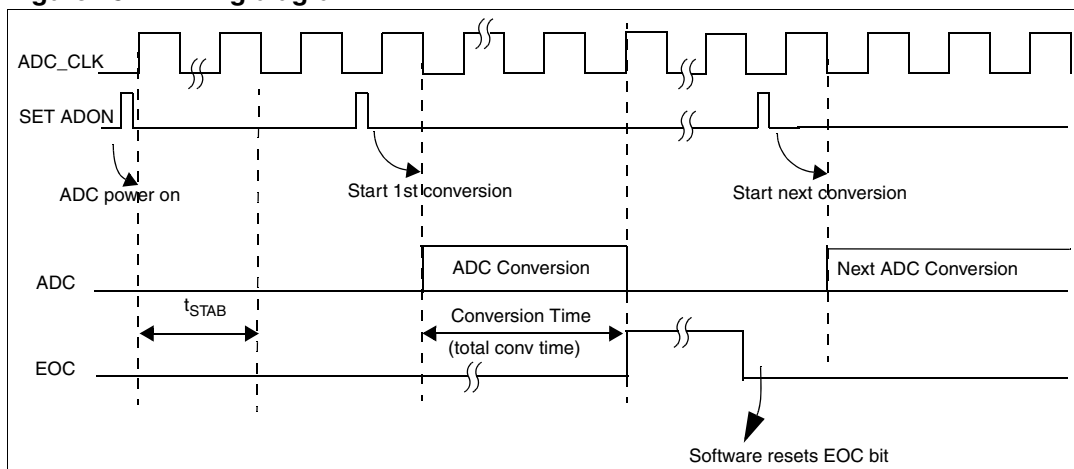 ADC_CLK
SET ADON
ADC power on
Start 1st conversion
Start next conversion
ADC Conversion
Next ADC Conversion
ADC
tSTAB
Conversion Time
(total conv time)
EOC
Software resets EOC bit